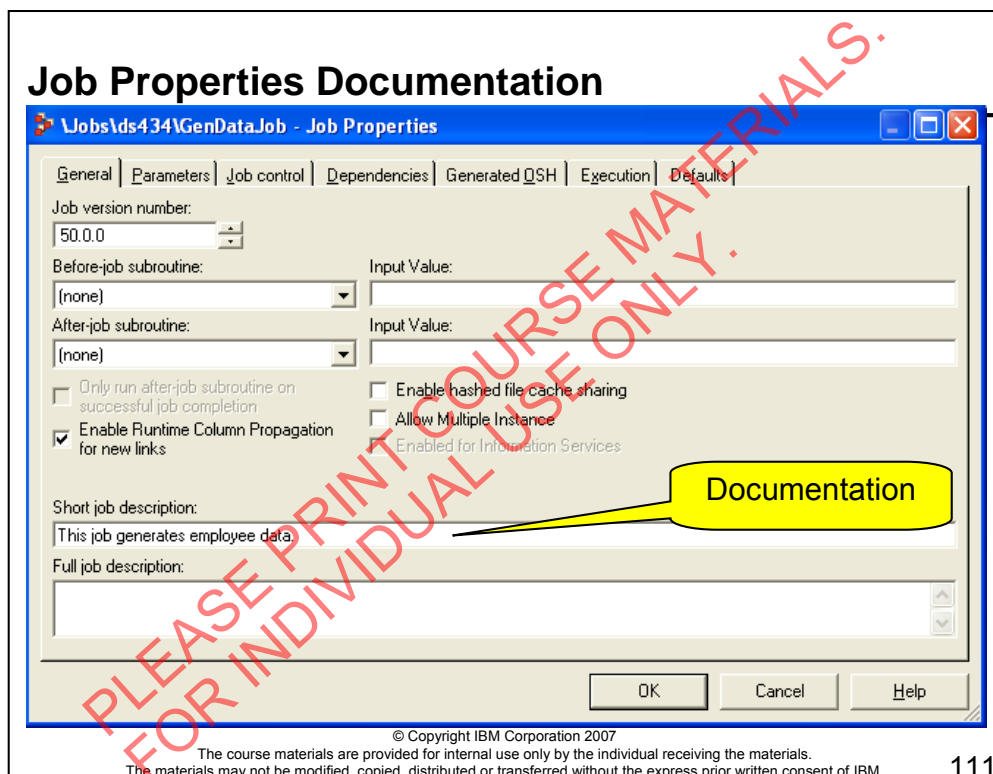 Job Properties Documentation
\Jobs\ds434\GenDataJob - Job Properties
General Parameters Job control Dependencies Generated OSH Execution Defaults
Job version number:
50.0.0
Before-job subroutine: Input Value:
(none)
After-job subroutine: Input Value:
(none)
Only run after-job subroutine on
successful job completion
Enable hashed file cache sharing
Allow Multiple Instance
Enable Runtime Column Propagation
for new links
Enabled for Information Services
Documentation
Short job description:
This job generates employee data.
Full job description:
OK Cancel Help
PLEASE PRINT COURSE MATERIALS.
FOR INDIVIDUAL USE ONLY.
© Copyright IBM Corporation 2007
The course materials are provided for internal use only by the individual receiving the materials.
The materials may not be modified, copied, distributed or transferred without the express prior written consent of IBM
111